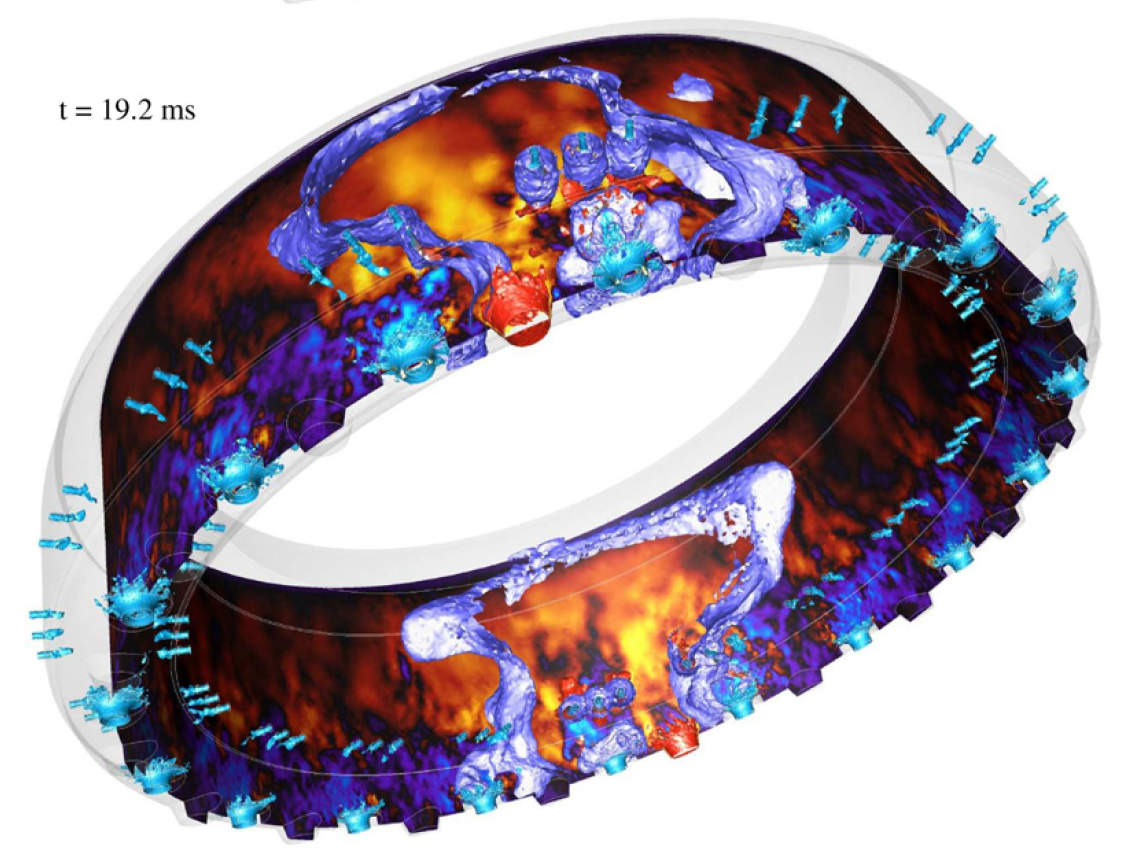 t = 19.2 ms